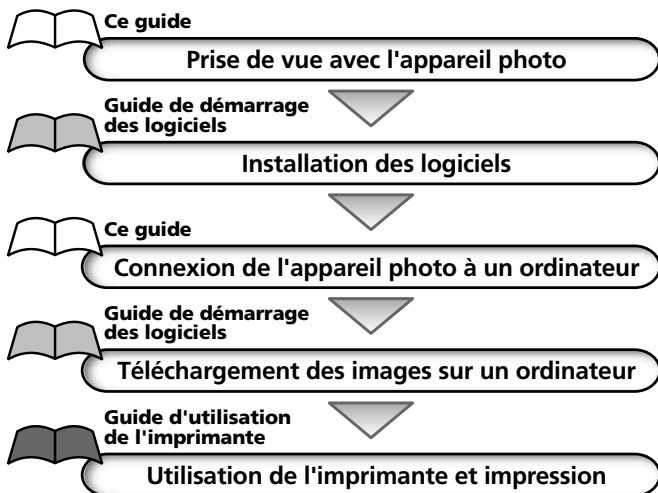 Ce guide
Prise de vue avec l'appareil photo
Guide de démarrage
des logiciels
Installation des logiciels
Ce guide
Connexion de l'appareil photo à un ordinateur
Guide de démarrage
des logiciels
Téléchargement des images sur un ordinateur
Guide d'utilisation
de l'imprimante
Utilisation de l'imprimante et impression